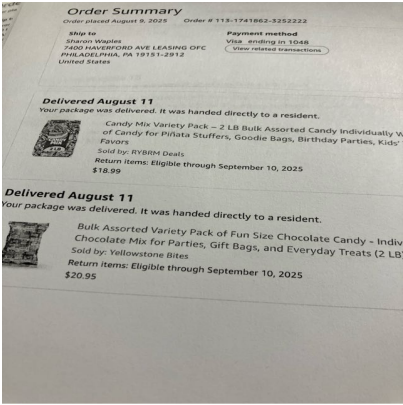 Order Summary
Order placed August 9, 2025 Order # 113-1741862-3252222
Ship to
Sharon Waples
7400 HAVERFORD AVE LEASING OFC
PHILADELPHIA, PA 19151-2912
United States
Payment method
Visa ending in 1048
View related transactions
Delivered August 11
Your package was delivered. It was handed directly to a resident.
Candy Mix Variety Pack – 2 LB Bulk Assorted Candy Individually W
of Candy for Piñata Stuffers, Goodie Bags, Birthday Parties, Kids'
Favors
Sold by: RYBRM Deals
Return items: Eligible through September 10, 2025
$18.99
Delivered August 11
Your package was delivered. It was handed directly to a resident.
Bulk Assorted Variety Pack of Fun Size Chocolate Candy - Indiv
Chocolate Mix for Parties, Gift Bags, and Everyday Treats (2 LB
Sold by: Yellowstone Bites
Return items: Eligible through September 10, 2025
$20.95